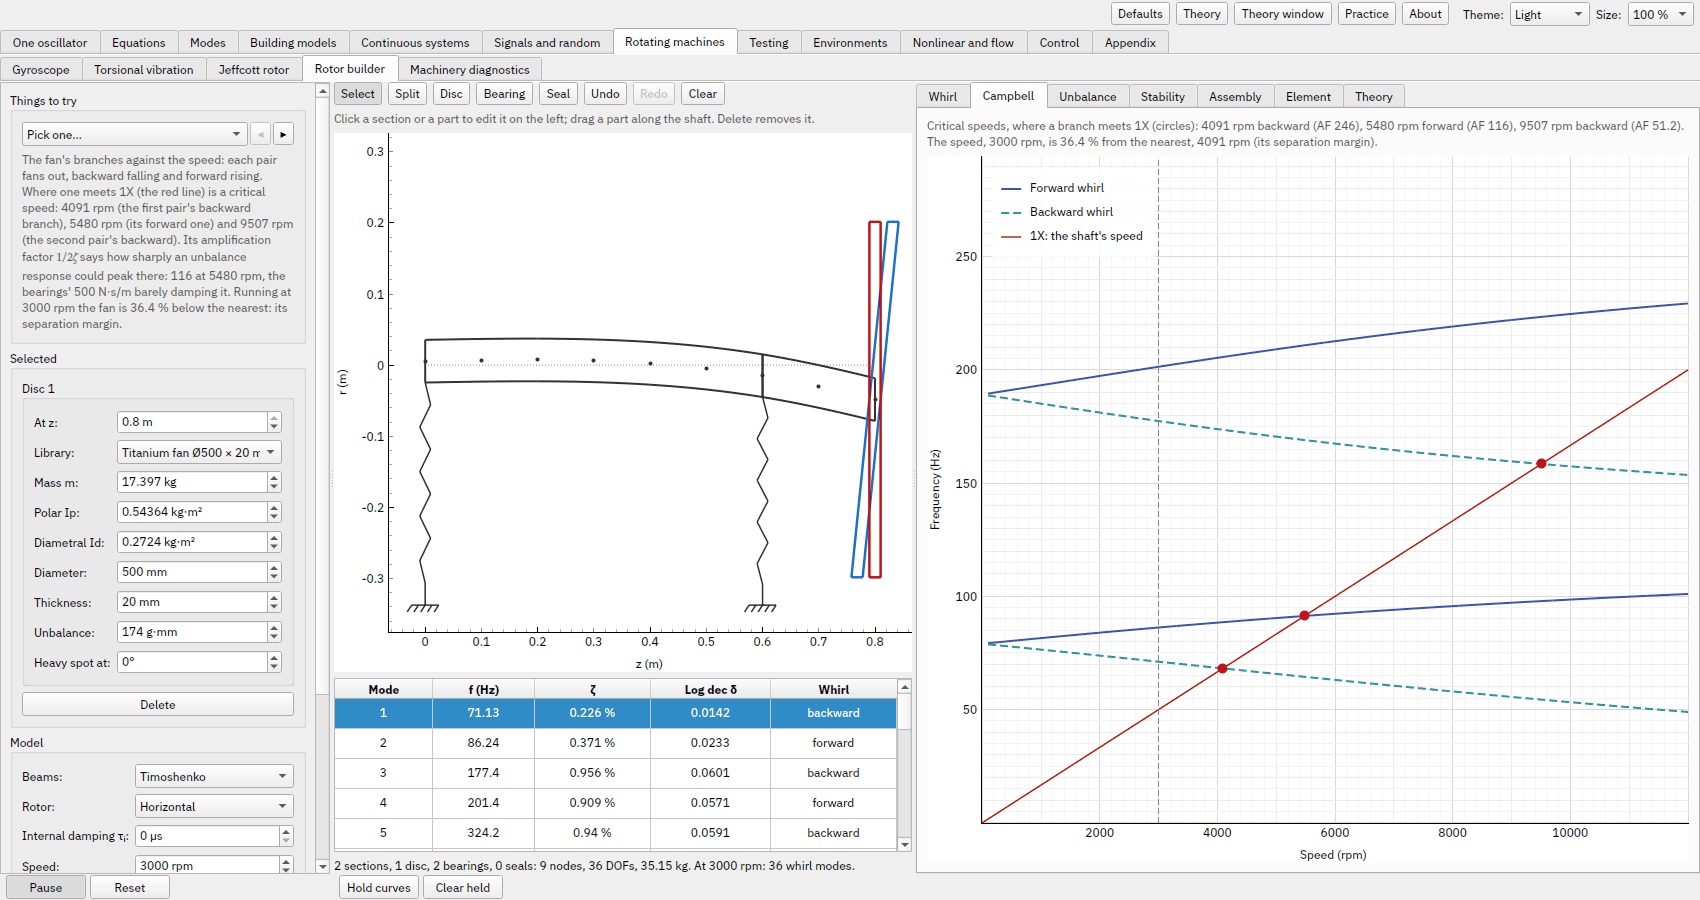 Defaults Theory Theory window Practice About Theme: Light Size: 100 %
One oscillator Equations Modes Building models Continuous systems Signals and random Rotating machines Testing Environments Nonlinear and flow Control Appendix
Gyroscope Torsional vibration Jeffcott rotor Rotor builder Machinery diagnostics
Things to try
Pick one...
The fan's branches against the speed: each pair
fans out, backward falling and forward rising.
Where one meets 1X (the red line) is a critical
speed: 4091 rpm (the first pair's backward
branch), 5480 rpm (its forward one) and 9507 rpm
(the second pair's backward). Its amplification
factor 1/2ζ says how sharply an unbalance
response could peak there: 116 at 5480 rpm, the
bearings' 500 N·s/m barely damping it. Running at
3000 rpm the fan is 36.4 % below the nearest: its
separation margin.
Selected
Disc 1
At z: 0.8 m
Library: Titanium fan Ø500 × 20 m
Mass m: 17.397 kg
Polar Ip: 0.54364 kg·m²
Diametral Id: 0.2724 kg·m²
Diameter: 500 mm
Thickness: 20 mm
Unbalance: 174 g·mm
Heavy spot at: 0°
Delete
Model
Beams: Timoshenko
Rotor: Horizontal
Internal damping τᵢ: 0 µs
Speed: 3000 rpm
Pause Reset
Select Split Disc Bearing Seal Undo Redo Clear
Click a section or a part to edit it on the left; drag a part along the shaft. Delete removes it.
0.3
0.2
0.1
0
-0.1
-0.2
-0.3
r (m)
0 0.1 0.2 0.3 0.4 0.5 0.6 0.7 0.8
z (m)
Mode f (Hz) ζ Log dec δ Whirl
1 71.13 0.226 % 0.0142 backward
2 86.24 0.371 % 0.0233 forward
3 177.4 0.956 % 0.0601 backward
4 201.4 0.909 % 0.0571 forward
5 324.2 0.94 % 0.0591 backward
2 sections, 1 disc, 2 bearings, 0 seals: 9 nodes, 36 DOFs, 35.15 kg. At 3000 rpm: 36 whirl modes.
Hold curves Clear held
Whirl Campbell Unbalance Stability Assembly Element Theory
Critical speeds, where a branch meets 1X (circles): 4091 rpm backward (AF 246), 5480 rpm forward (AF 116), 9507 rpm backward (AF 51.2).
The speed, 3000 rpm, is 36.4 % from the nearest, 4091 rpm (its separation margin).
Forward whirl
Backward whirl
1X: the shaft's speed
250
200
150
100
50
Frequency (Hz)
2000 4000 6000 8000 10000
Speed (rpm)